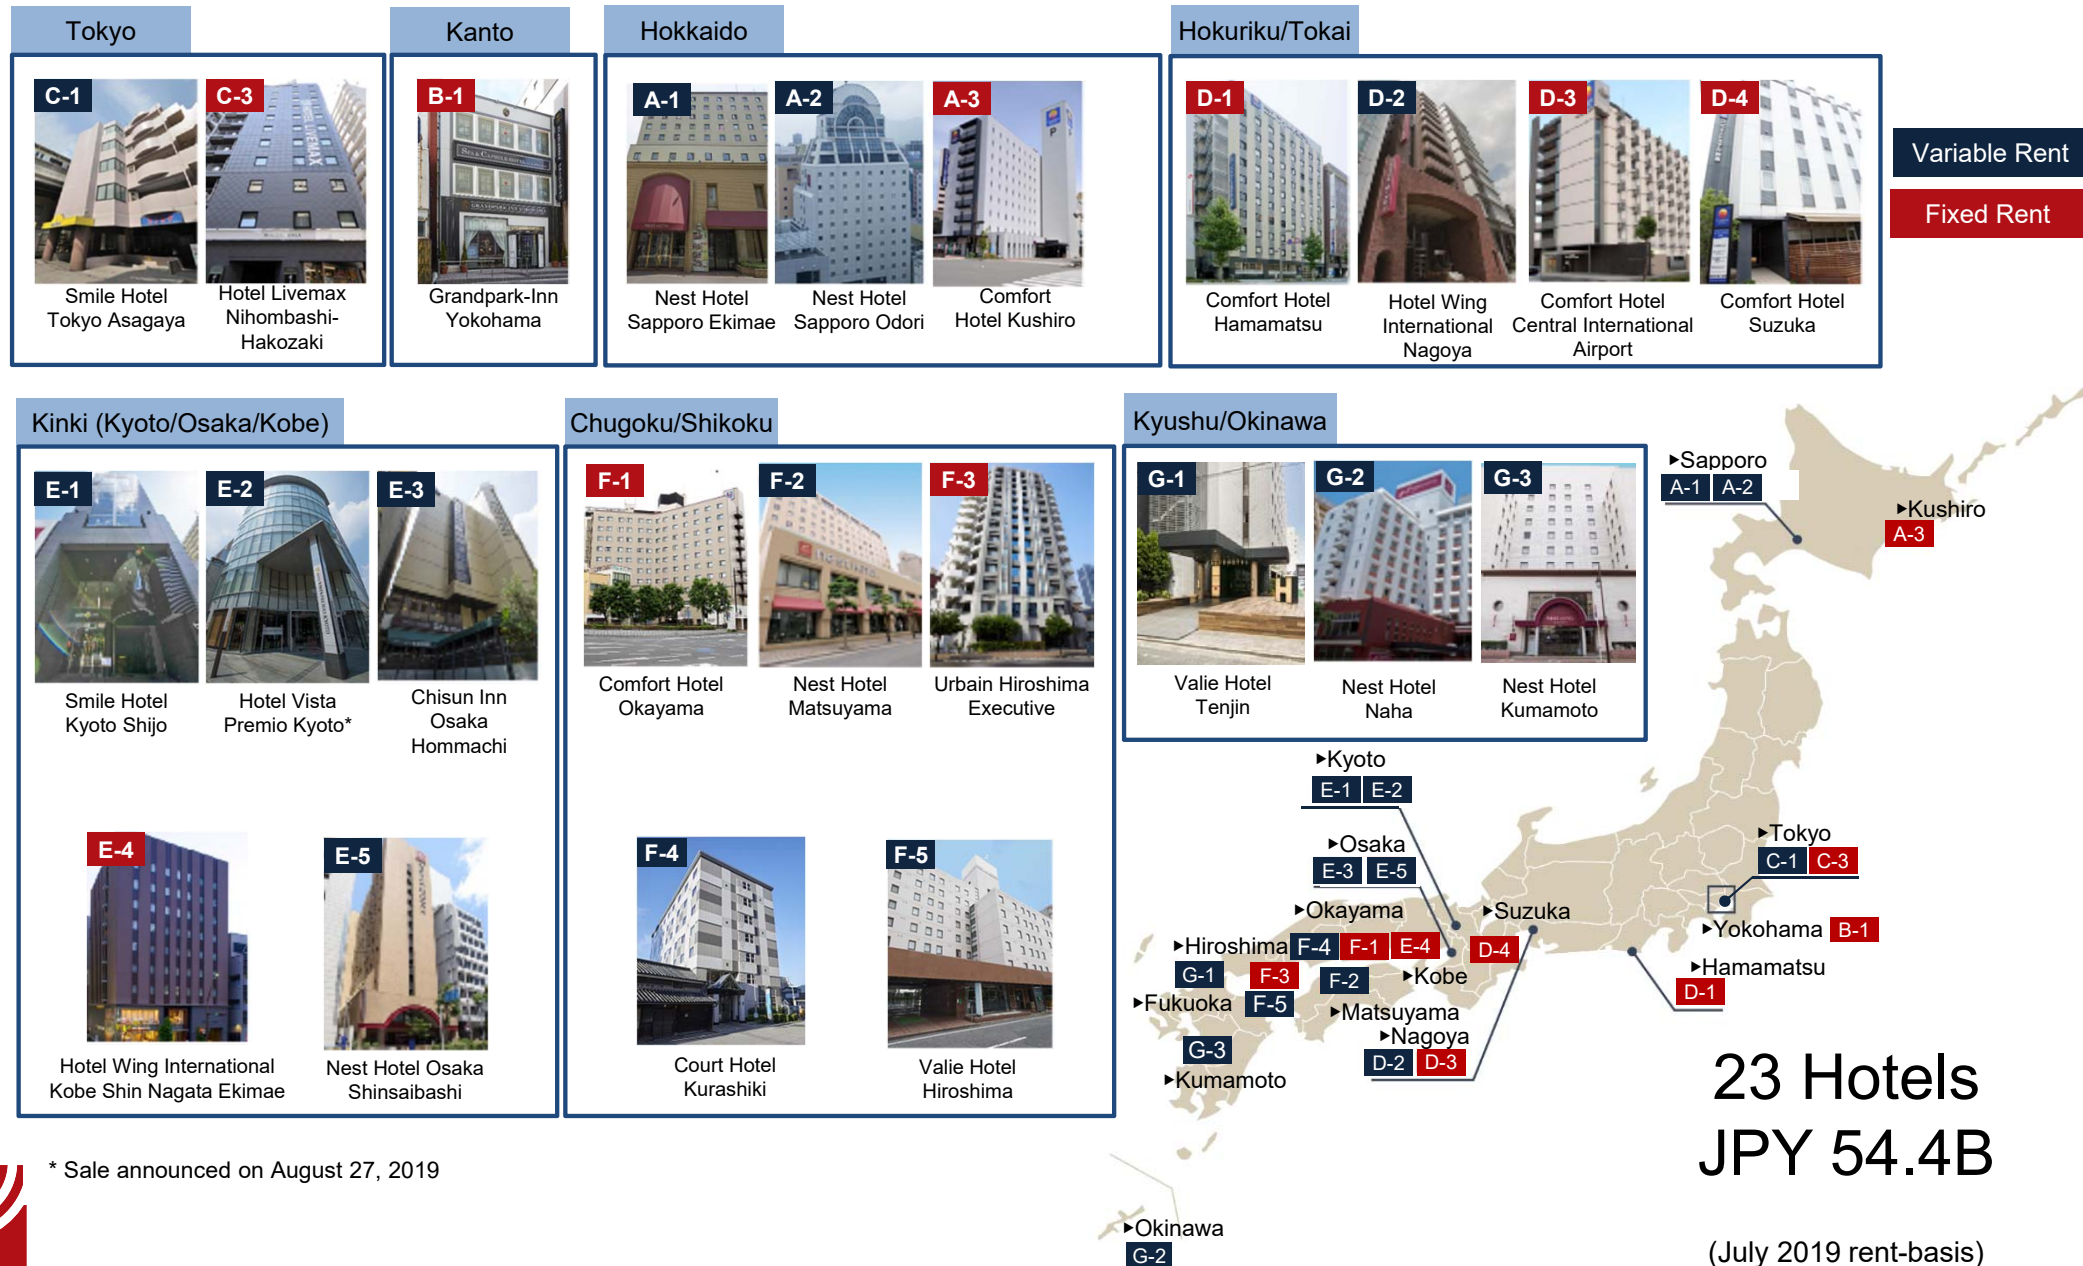 Tokyo
C-1
C-3
Smile Hotel
Tokyo Asagaya
Hotel Livemax
Nihombashi-
Hakozaki
Kanto
B-1
Grandpark-Inn
Yokohama
Hokkaido
A-1
A-2
A-3
P
Nest Hotel
Sapporo Ekimae
Nest Hotel
Sapporo Odori
Comfort
Hotel Kushiro
Hokuriku/Tokai
D-1
D-2
D-3
D-4
Comfort Hotel
Hamamatsu
Hotel Wing
International
Nagoya
Comfort Hotel
Central International
Airport
Comfort Hotel
Suzuka
Variable Rent
Fixed Rent
Kinki (Kyoto/Osaka/Kobe)
E-1
E-2
E-3
Smile Hotel
Kyoto Shijo
Hotel Vista
Premio Kyoto*
Chisun Inn
Osaka
Hommachi
E-4
E-5
Hotel Wing International
Kobe Shin Nagata Ekimae
Nest Hotel Osaka
Shinsaibashi
Chugoku/Shikoku
F-1
F-2
F-3
Comfort Hotel
Okayama
Nest Hotel
Matsuyama
Urbain Hiroshima
Executive
F-4
F-5
Court Hotel
Kurashiki
Valie Hotel
Hiroshima
Kyushu/Okinawa
G-1
G-2
G-3
H
Valie Hotel
Tenjin
Nest Hotel
Naha
Nest Hotel
Kumamoto
▶Sapporo
A-1 A-2
▶Kushiro
A-3
▶Kyoto
E-1 E-2
▶Osaka
E-3 E-5
▶Tokyo
C-1 C-3
▶Okayama
▶Suzuka
▶Yokohama B-1
▶Hiroshima F-4 F-1 E-4 D-4
▶Hamamatsu
D-1
G-1 F-3 F-2 ▶Kobe
▶Fukuoka F-5 ▶Matsuyama
▶Nagoya
D-2 D-3
G-3
▶Kumamoto
▶Okinawa
G-2
23 Hotels
JPY 54.4B
(July 2019 rent-basis)
* Sale announced on August 27, 2019